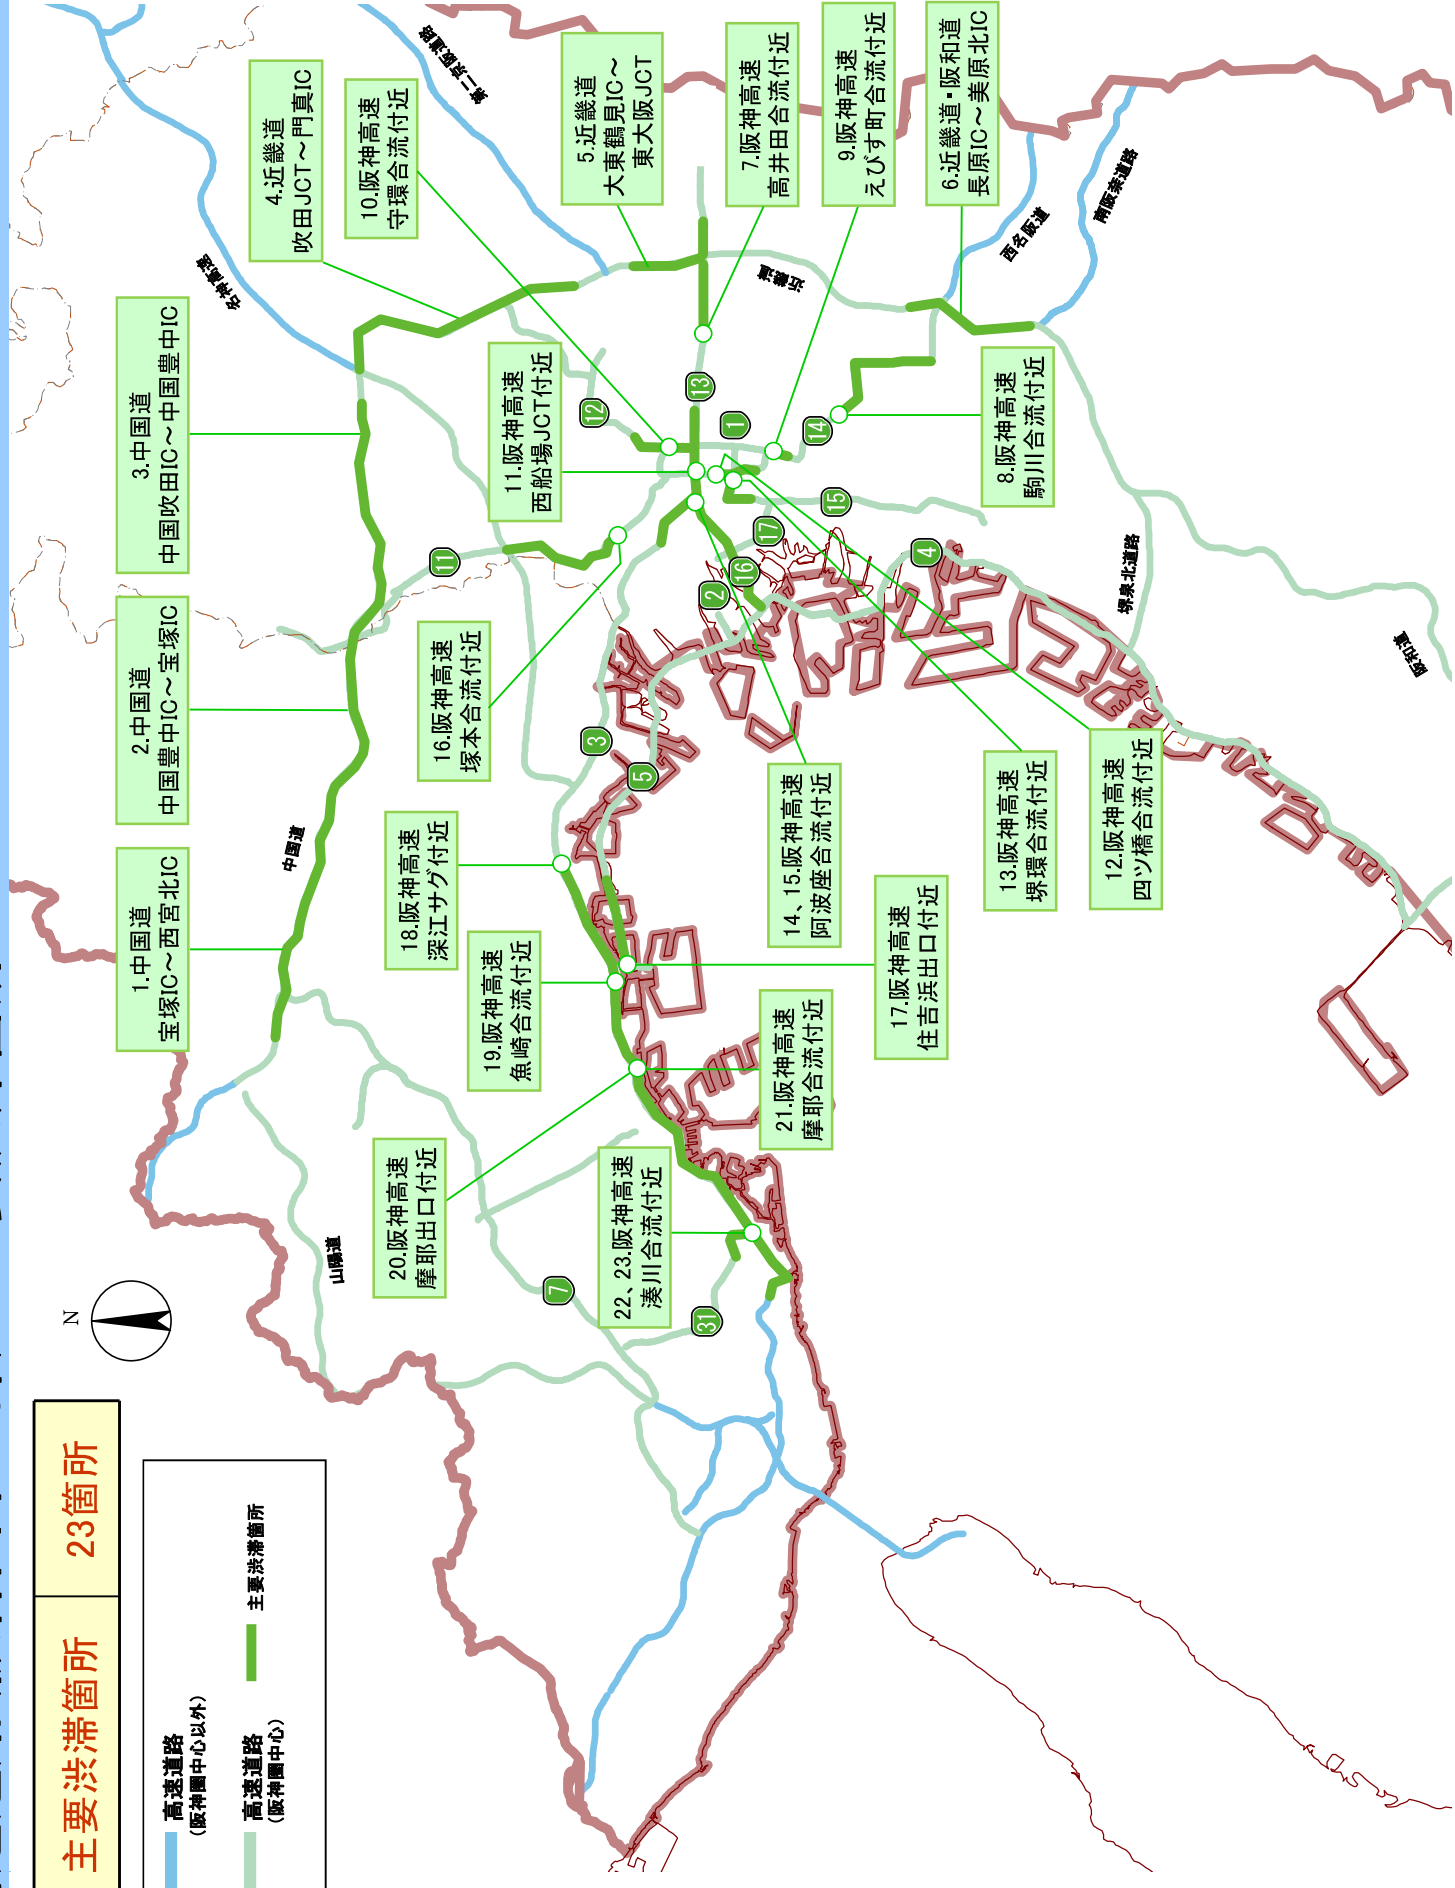 主要渋滞箇所 23箇所
高速道路
(阪神圏中心以外)
高速道路
(阪神圏中心)
主要渋滞箇所
N
1.中国道
宝塚IC～西宮北IC
2.中国道
中国豊中IC～宝塚IC
3.中国道
中国吹田IC～中国豊中IC
4.近畿道
吹田JCT～門真IC
10.阪神高速
守環合流付近
5.近畿道
大東鶴見IC～
東大阪JCT
7.阪神高速
高井田合流付近
9.阪神高速
えびす町合流付近
6.近畿道・阪和道
長原IC～美原北IC
11.阪神高速
西船場JCT付近
8.阪神高速
駒川合流付近
16.阪神高速
塚本合流付近
18.阪神高速
深江サグ付近
19.阪神高速
魚崎合流付近
20.阪神高速
摩耶出口付近
22、23.阪神高速
湊川合流付近
21.阪神高速
摩耶合流付近
17.阪神高速
住吉浜出口付近
14、15.阪神高速
阿波座合流付近
13.阪神高速
堺環合流付近
12.阪神高速
四ツ橋合流付近
山陽道
中国道
名神高速
第二京阪道路
近畿道
西名阪道
南阪奈道路
堺泉北道路
阪和道
7
31
3
5
11
2
16
17
15
4
12
13
1
14